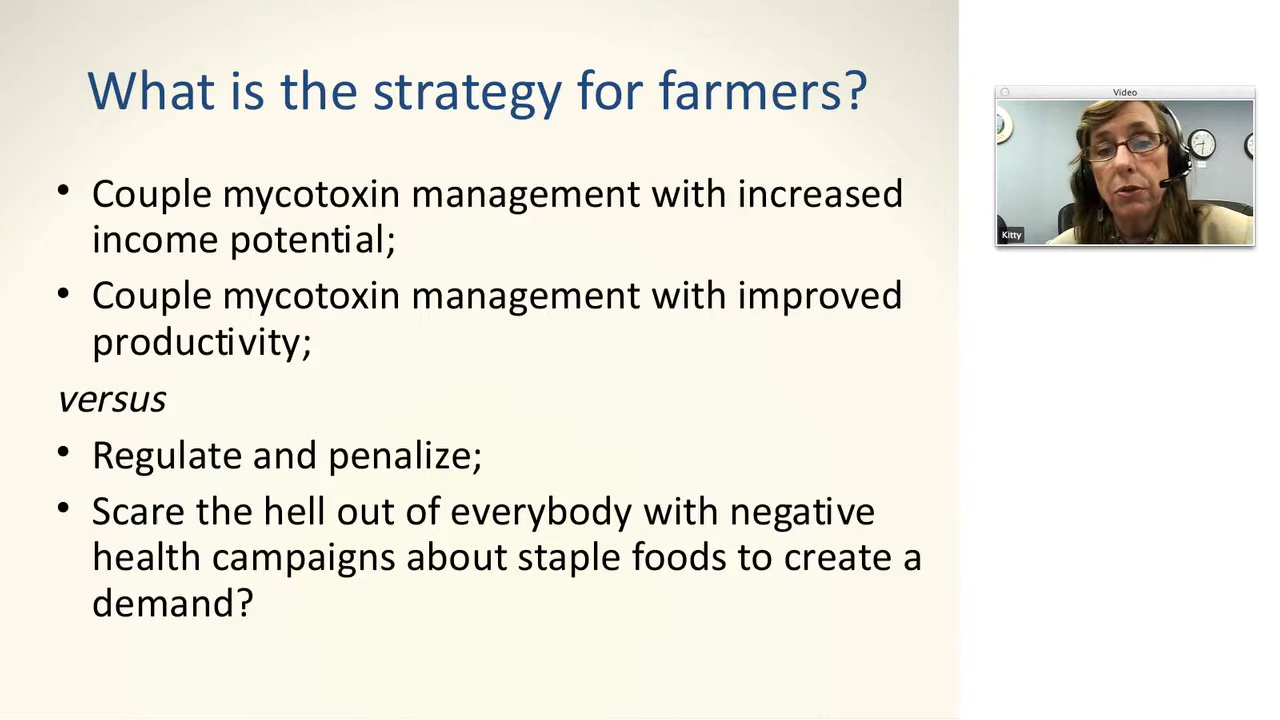 What is the strategy for farmers?
• Couple mycotoxin management with increased
income potential;
• Couple mycotoxin management with improved
productivity;
versus
• Regulate and penalize;
• Scare the hell out of everybody with negative
health campaigns about staple foods to create a
demand?
Video
Kitty